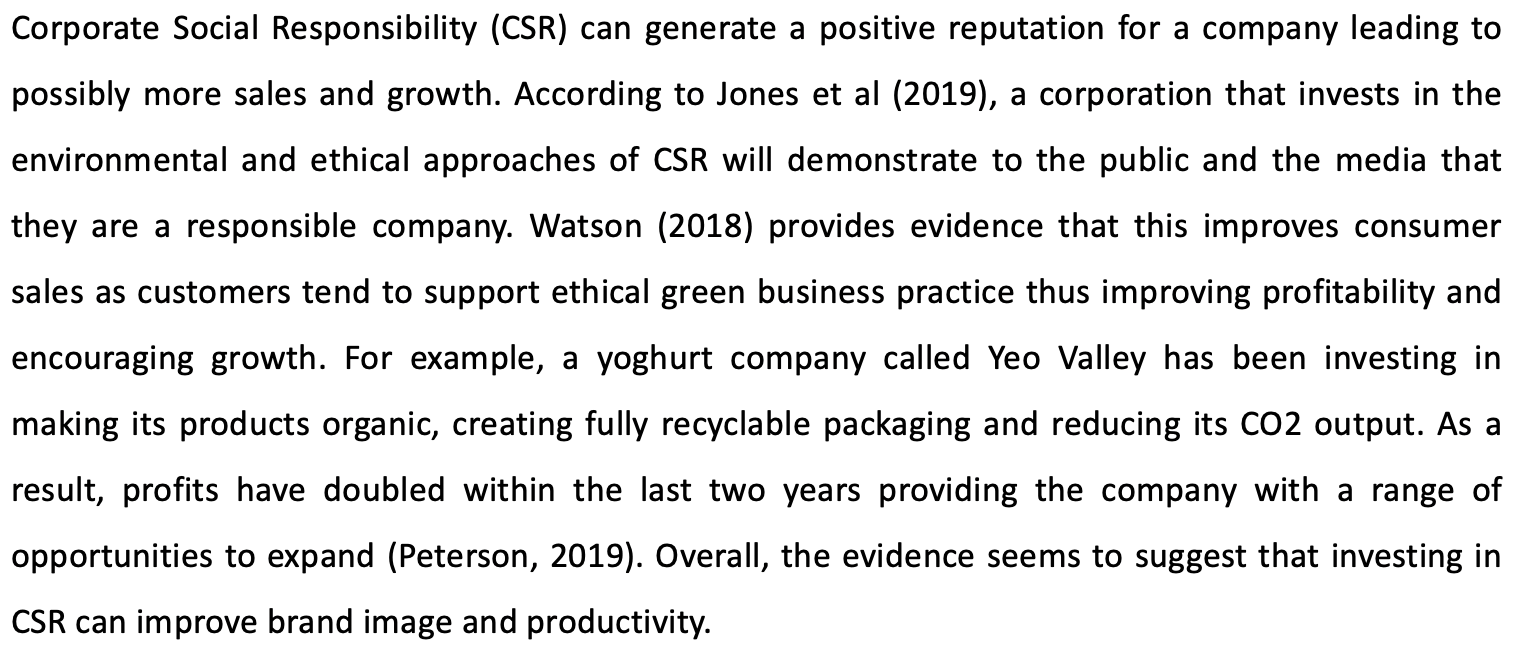 Corporate Social Responsibility (CSR) can generate a positive reputation for a company leading to
possibly more sales and growth. According to Jones et al (2019), a corporation that invests in the
environmental and ethical approaches of CSR will demonstrate to the public and the media that
they are a responsible company. Watson (2018) provides evidence that this improves consumer
sales as customers tend to support ethical green business practice thus improving profitability and
encouraging growth. For example, a yoghurt company called Yeo Valley has been investing in
making its products organic, creating fully recyclable packaging and reducing its CO2 output. As a
result, profits have doubled within the last two years providing the company with a range of
opportunities to expand (Peterson, 2019). Overall, the evidence seems to suggest that investing in
CSR can improve brand image and productivity.